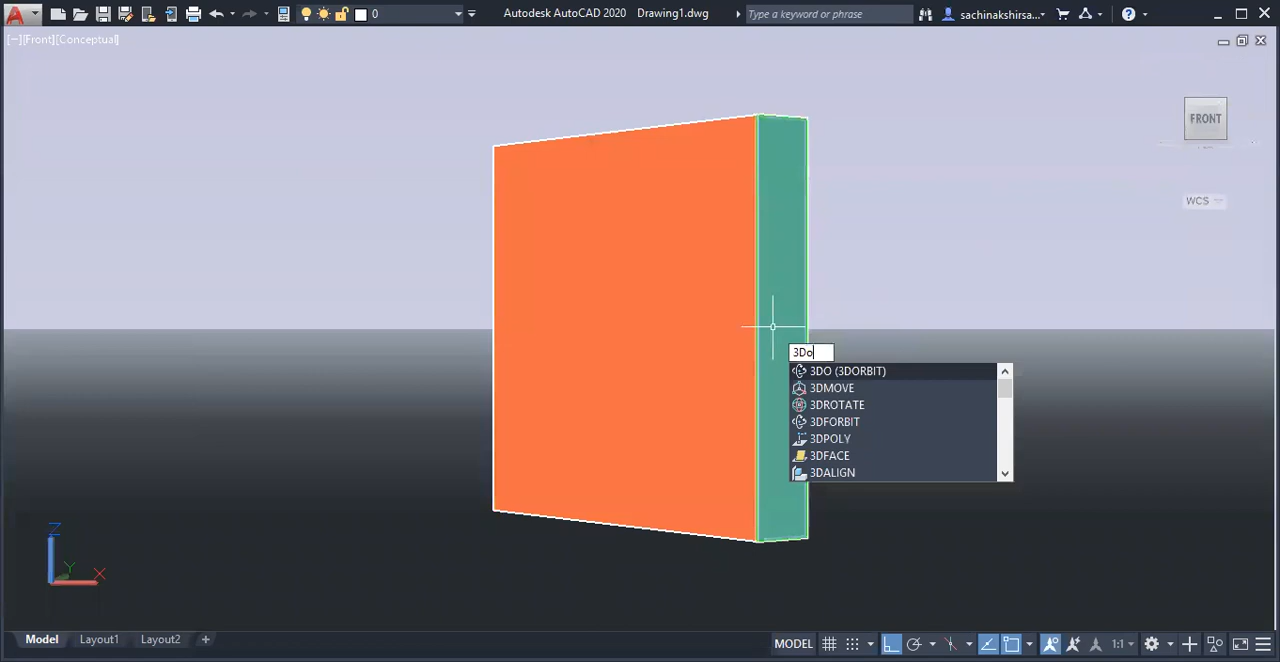 0
Autodesk AutoCAD 2020
Drawing1.dwg
Type a keyword or phrase
sachinakshirsa...
[−][Front][Conceptual]
FRONT
WCS
3Do
3DO (3DORBIT)
3DMOVE
3DROTATE
3DFORBIT
3DPOLY
3DFACE
3DALIGN
Z
Y
X
Model
Layout1
Layout2
+
MODEL
1:1